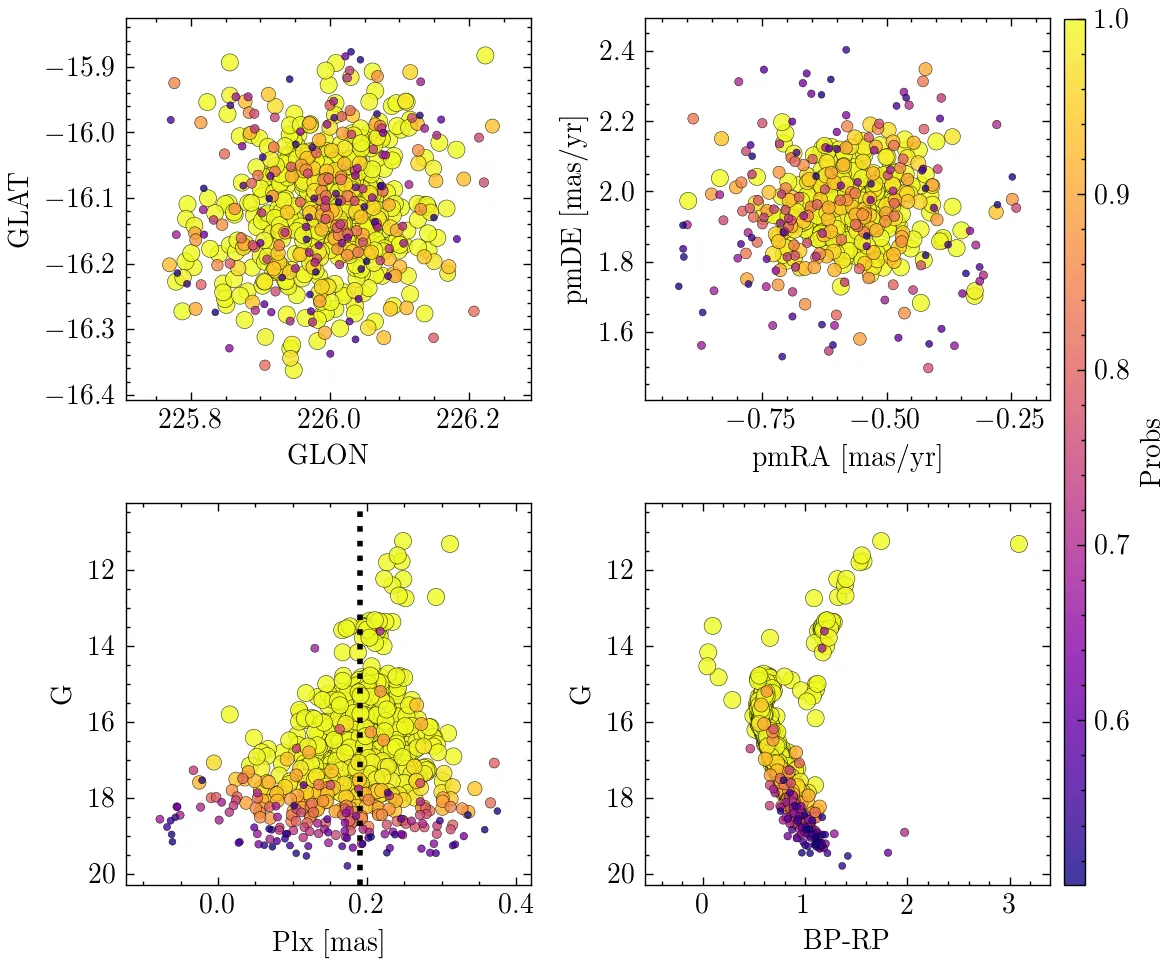 −15.9
−16.0
−16.1
−16.2
−16.3
−16.4
GLAT
225.8 226.0 226.2
GLON
2.4
2.2
2.0
1.8
1.6
pmDE [mas/yr]
−0.75 −0.50 −0.25
pmRA [mas/yr]
12
14
16
18
20
G
0.0 0.2 0.4
Plx [mas]
12
14
16
18
20
G
0 1 2 3
BP-RP
1.0
0.9
0.8
0.7
0.6
Probs